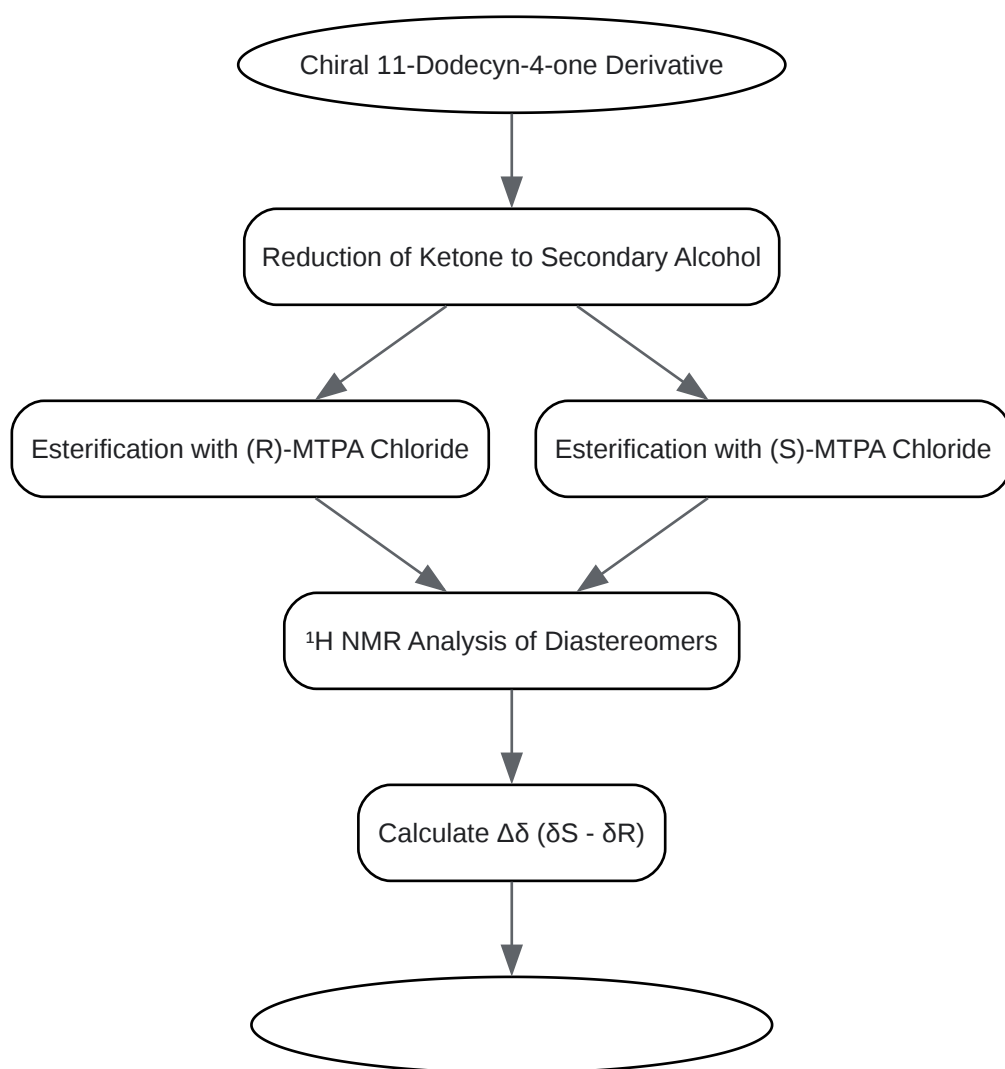 Chiral 11-Dodecyn-4-one Derivative
Reduction of Ketone to Secondary Alcohol
Esterification with (R)-MTPA Chloride
Esterification with (S)-MTPA Chloride
¹H NMR Analysis of Diastereomers
Calculate Δδ (δS - δR)